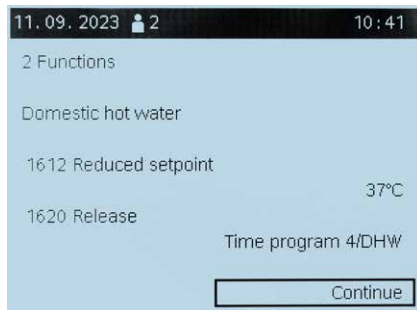 11.09.2023 2 10:41
2 Functions
Domestic hot water
1612 Reduced setpoint
37°C
1620 Release
Time program 4/DHW
Continue